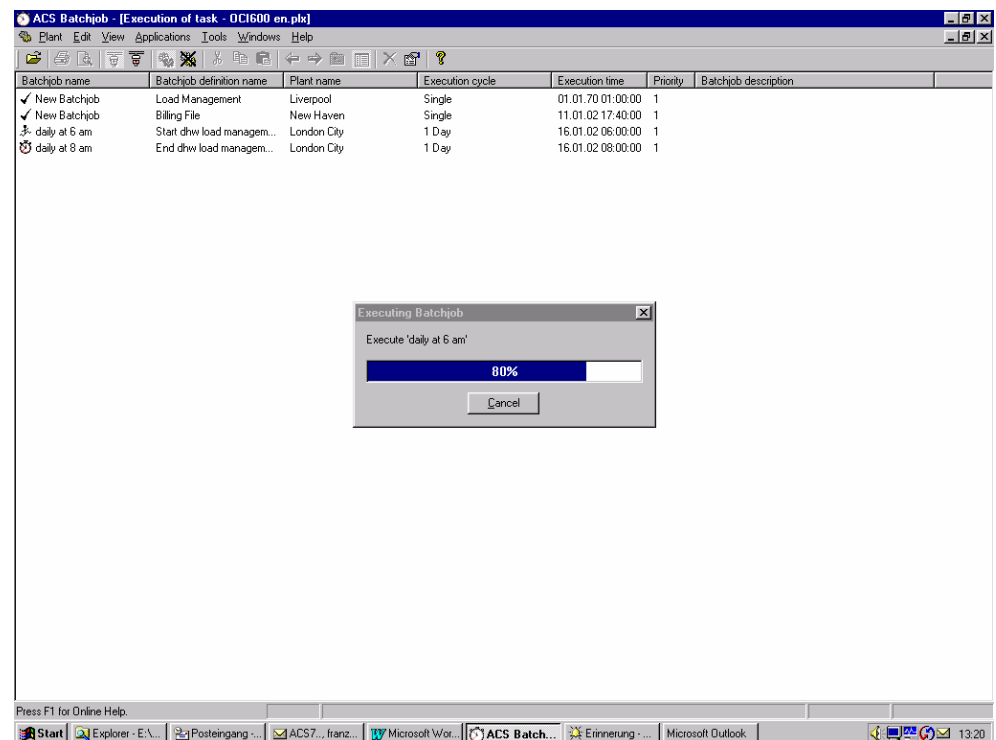 ACS Batchjob - [Execution of task - OCI600 en.plx]
Plant Edit View Applications Tools Windows Help
Batchjob name Batchjob definition name Plant name Execution cycle Execution time Priority Batchjob description
New Batchjob Load Management Liverpool Single 01.01.70 01:00:00 1
New Batchjob Billing File New Haven Single 11.01.02 17:40:00 1
daily at 6 am Start dhw load managem... London City 1 Day 16.01.02 06:00:00 1
daily at 8 am End dhw load managem... London City 1 Day 16.01.02 08:00:00 1
Executing Batchjob
Execute 'daily at 6 am'
80%
Cancel
Press F1 for Online Help.
Start Explorer - E:\... Posteingang -... ACS7.., franz... Microsoft Wor... ACS Batch... Erinnerung - ... Microsoft Outlook 13:20